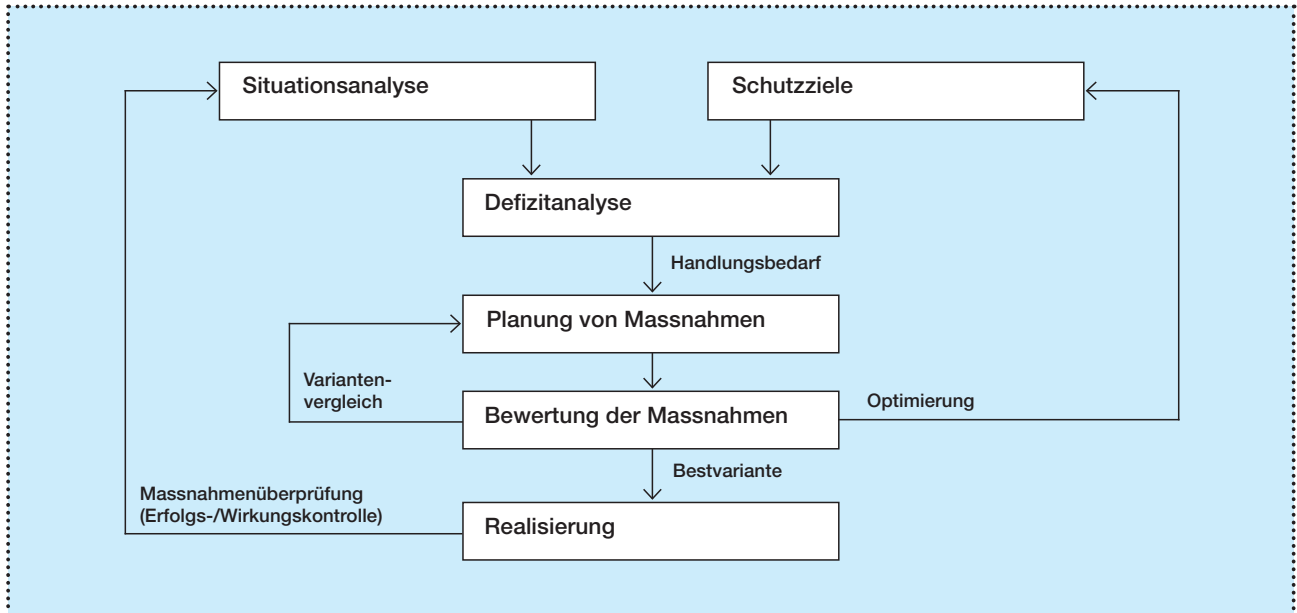 Situationsanalyse
Schutzziele
Defizitanalyse
Handlungsbedarf
Planung von Massnahmen
Varianten-
vergleich
Bewertung der Massnahmen
Optimierung
Bestvariante
Massnahmenüberprüfung
(Erfolgs-/Wirkungskontrolle)
Realisierung